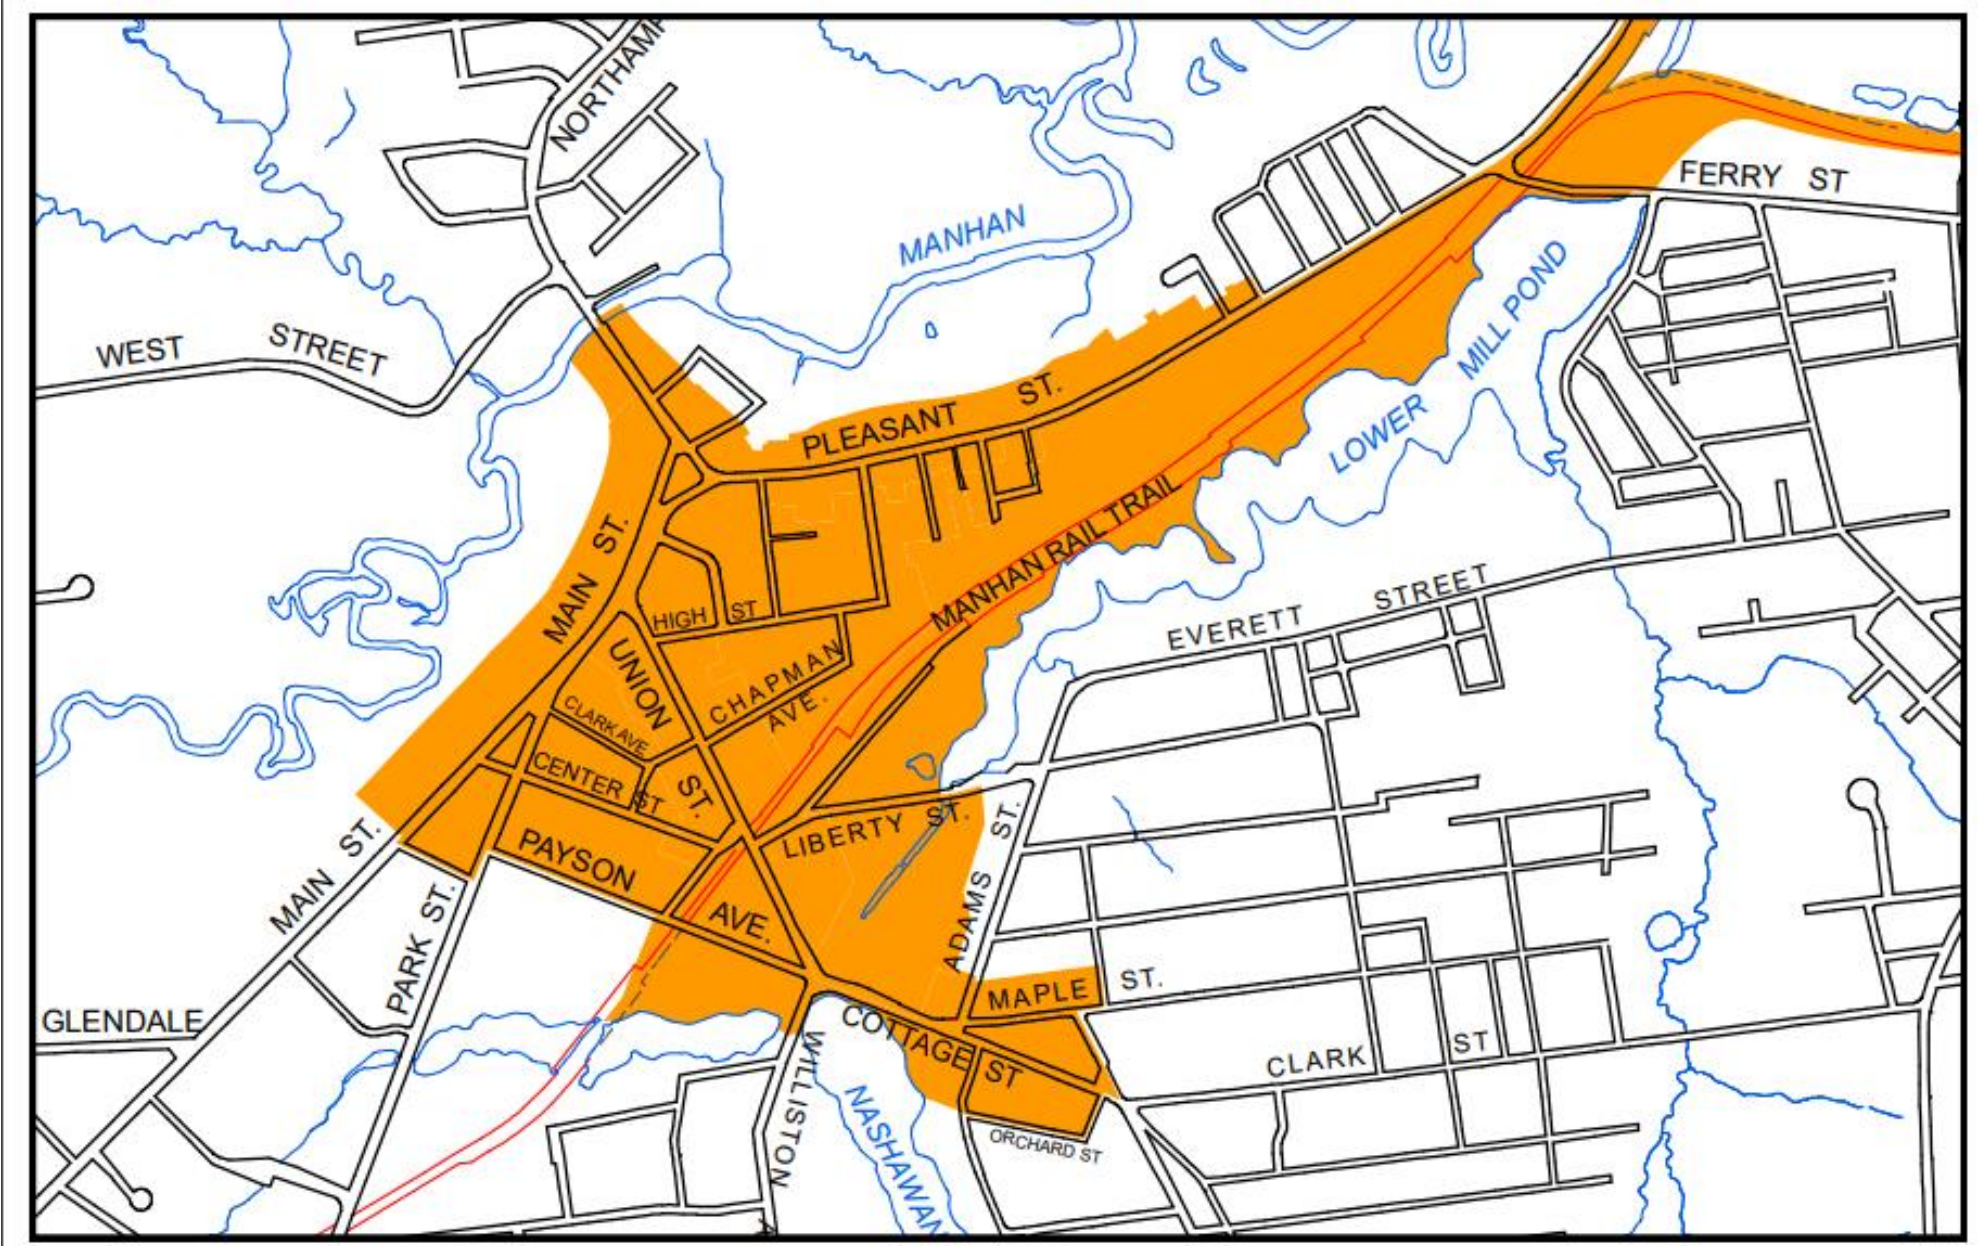 NORTHAMP
FERRY ST
MANHAN
WEST STREET
MILL POND
LOWER
PLEASANT ST.
MAIN ST.
MANHAN RAIL TRAIL
HIGH ST
EVERETT STREET
UNION ST.
CHAPMAN AVE.
CLARK AVE
CENTER ST
LIBERTY ST.
MAIN ST.
PAYSON AVE.
ADAMS ST.
PARK ST.
MAPLE ST.
GLENDALE
COTTAGE ST
CLARK ST
WILLISTON
NASHAWAN
ORCHARD ST